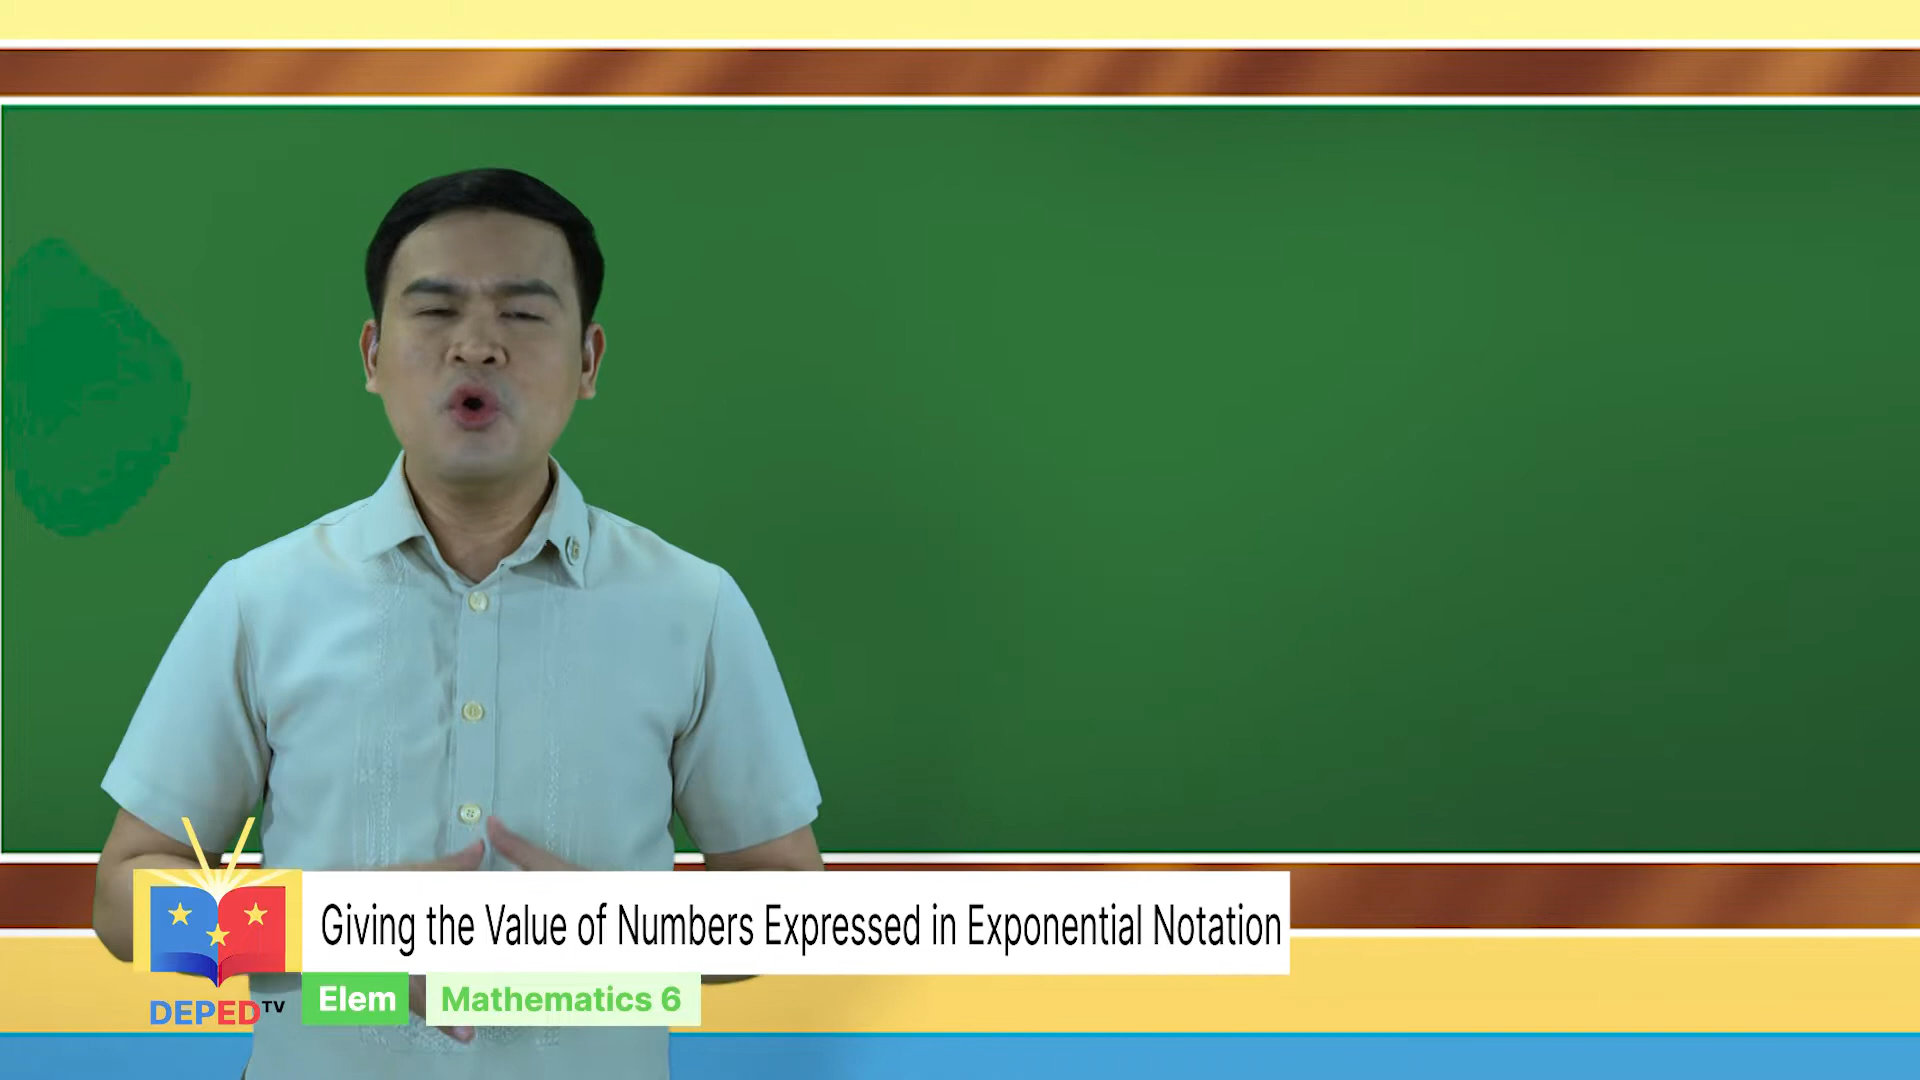 Giving the Value of Numbers Expressed in Exponential Notation
Elem Mathematics 6
DEPED TV